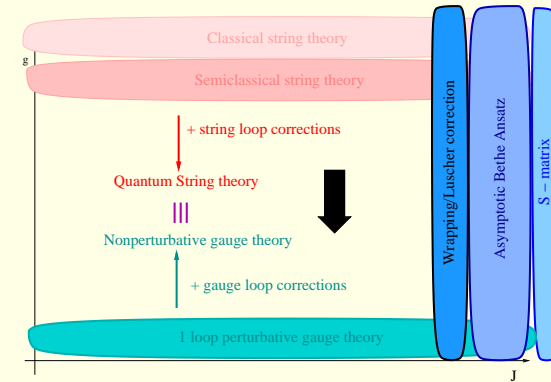 Classical string theory
g
Semiclassical string theory
+ string loop corrections
Quantum String theory
Nonperturbative gauge theory
+ gauge loop corrections
1 loop perturbative gauge theory
J
Wrapping/Luscher correction
Asymptotic Bethe Ansatz
S − matrix